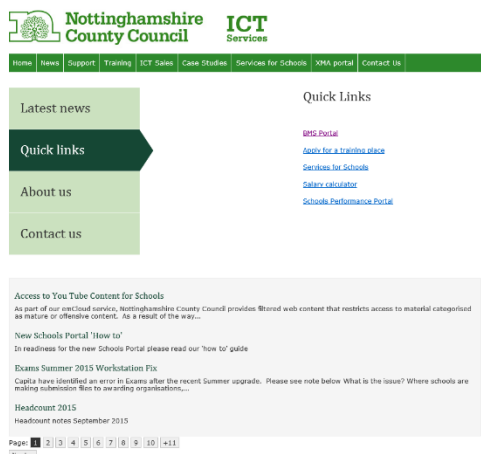 Nottinghamshire
County Council
ICT
Services
Home News Support Training ICT Sales Case Studies Services for Schools XMA portal Contact Us
Latest news
Quick links
About us
Contact us
Quick Links
BMS Portal
Apply for a training place
Services for Schools
Salary calculator
Schools Performance Portal
Access to You Tube Content for Schools
As part of our emCloud service, Nottinghamshire County Council provides filtered web content that restricts access to material categorised
as mature or offensive content. As a result of the way...
New Schools Portal 'How to'
In readiness for the new Schools Portal please read our 'how to' guide
Exams Summer 2015 Workstation Fix
Capita have identified an error in Exams after the recent Summer upgrade. Please see note below What is the issue? Where schools are
making submission files to awarding organisations,...
Headcount 2015
Headcount notes September 2015
Page: 1 2 3 4 5 6 7 8 9 10 +11